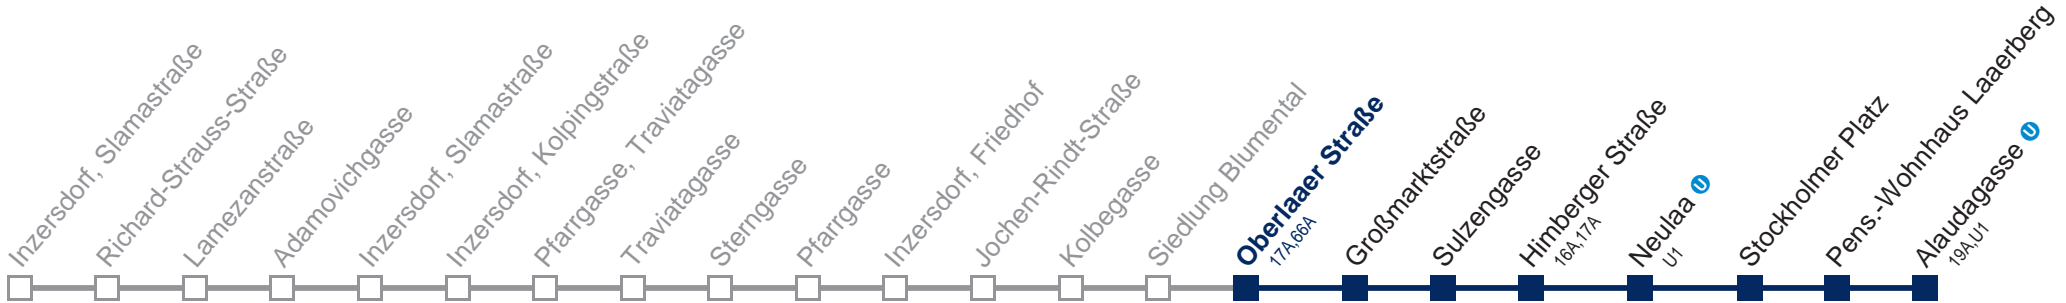 Inzersdorf, Slamastraße
Richard-Strauss-Straße
Lamezanstraße
Adamovichgasse
Inzersdorf, Slamastraße
Inzersdorf, Kolpingstraße
Pfarrgasse, Traviatagasse
Traviatagasse
Sterngasse
Pfarrgasse
Inzersdorf, Friedhof
Jochen-Rindt-Straße
Kolbegasse
Siedlung Blumental
Oberlaaer Straße
17A,66A
Großmarktstraße
Sulzengasse
Himberger Straße
16A,17A
Neulaa U
U1
Stockholmer Platz
Pens.-Wohnhaus Laaerberg
Alaudagasse U
19A,U1